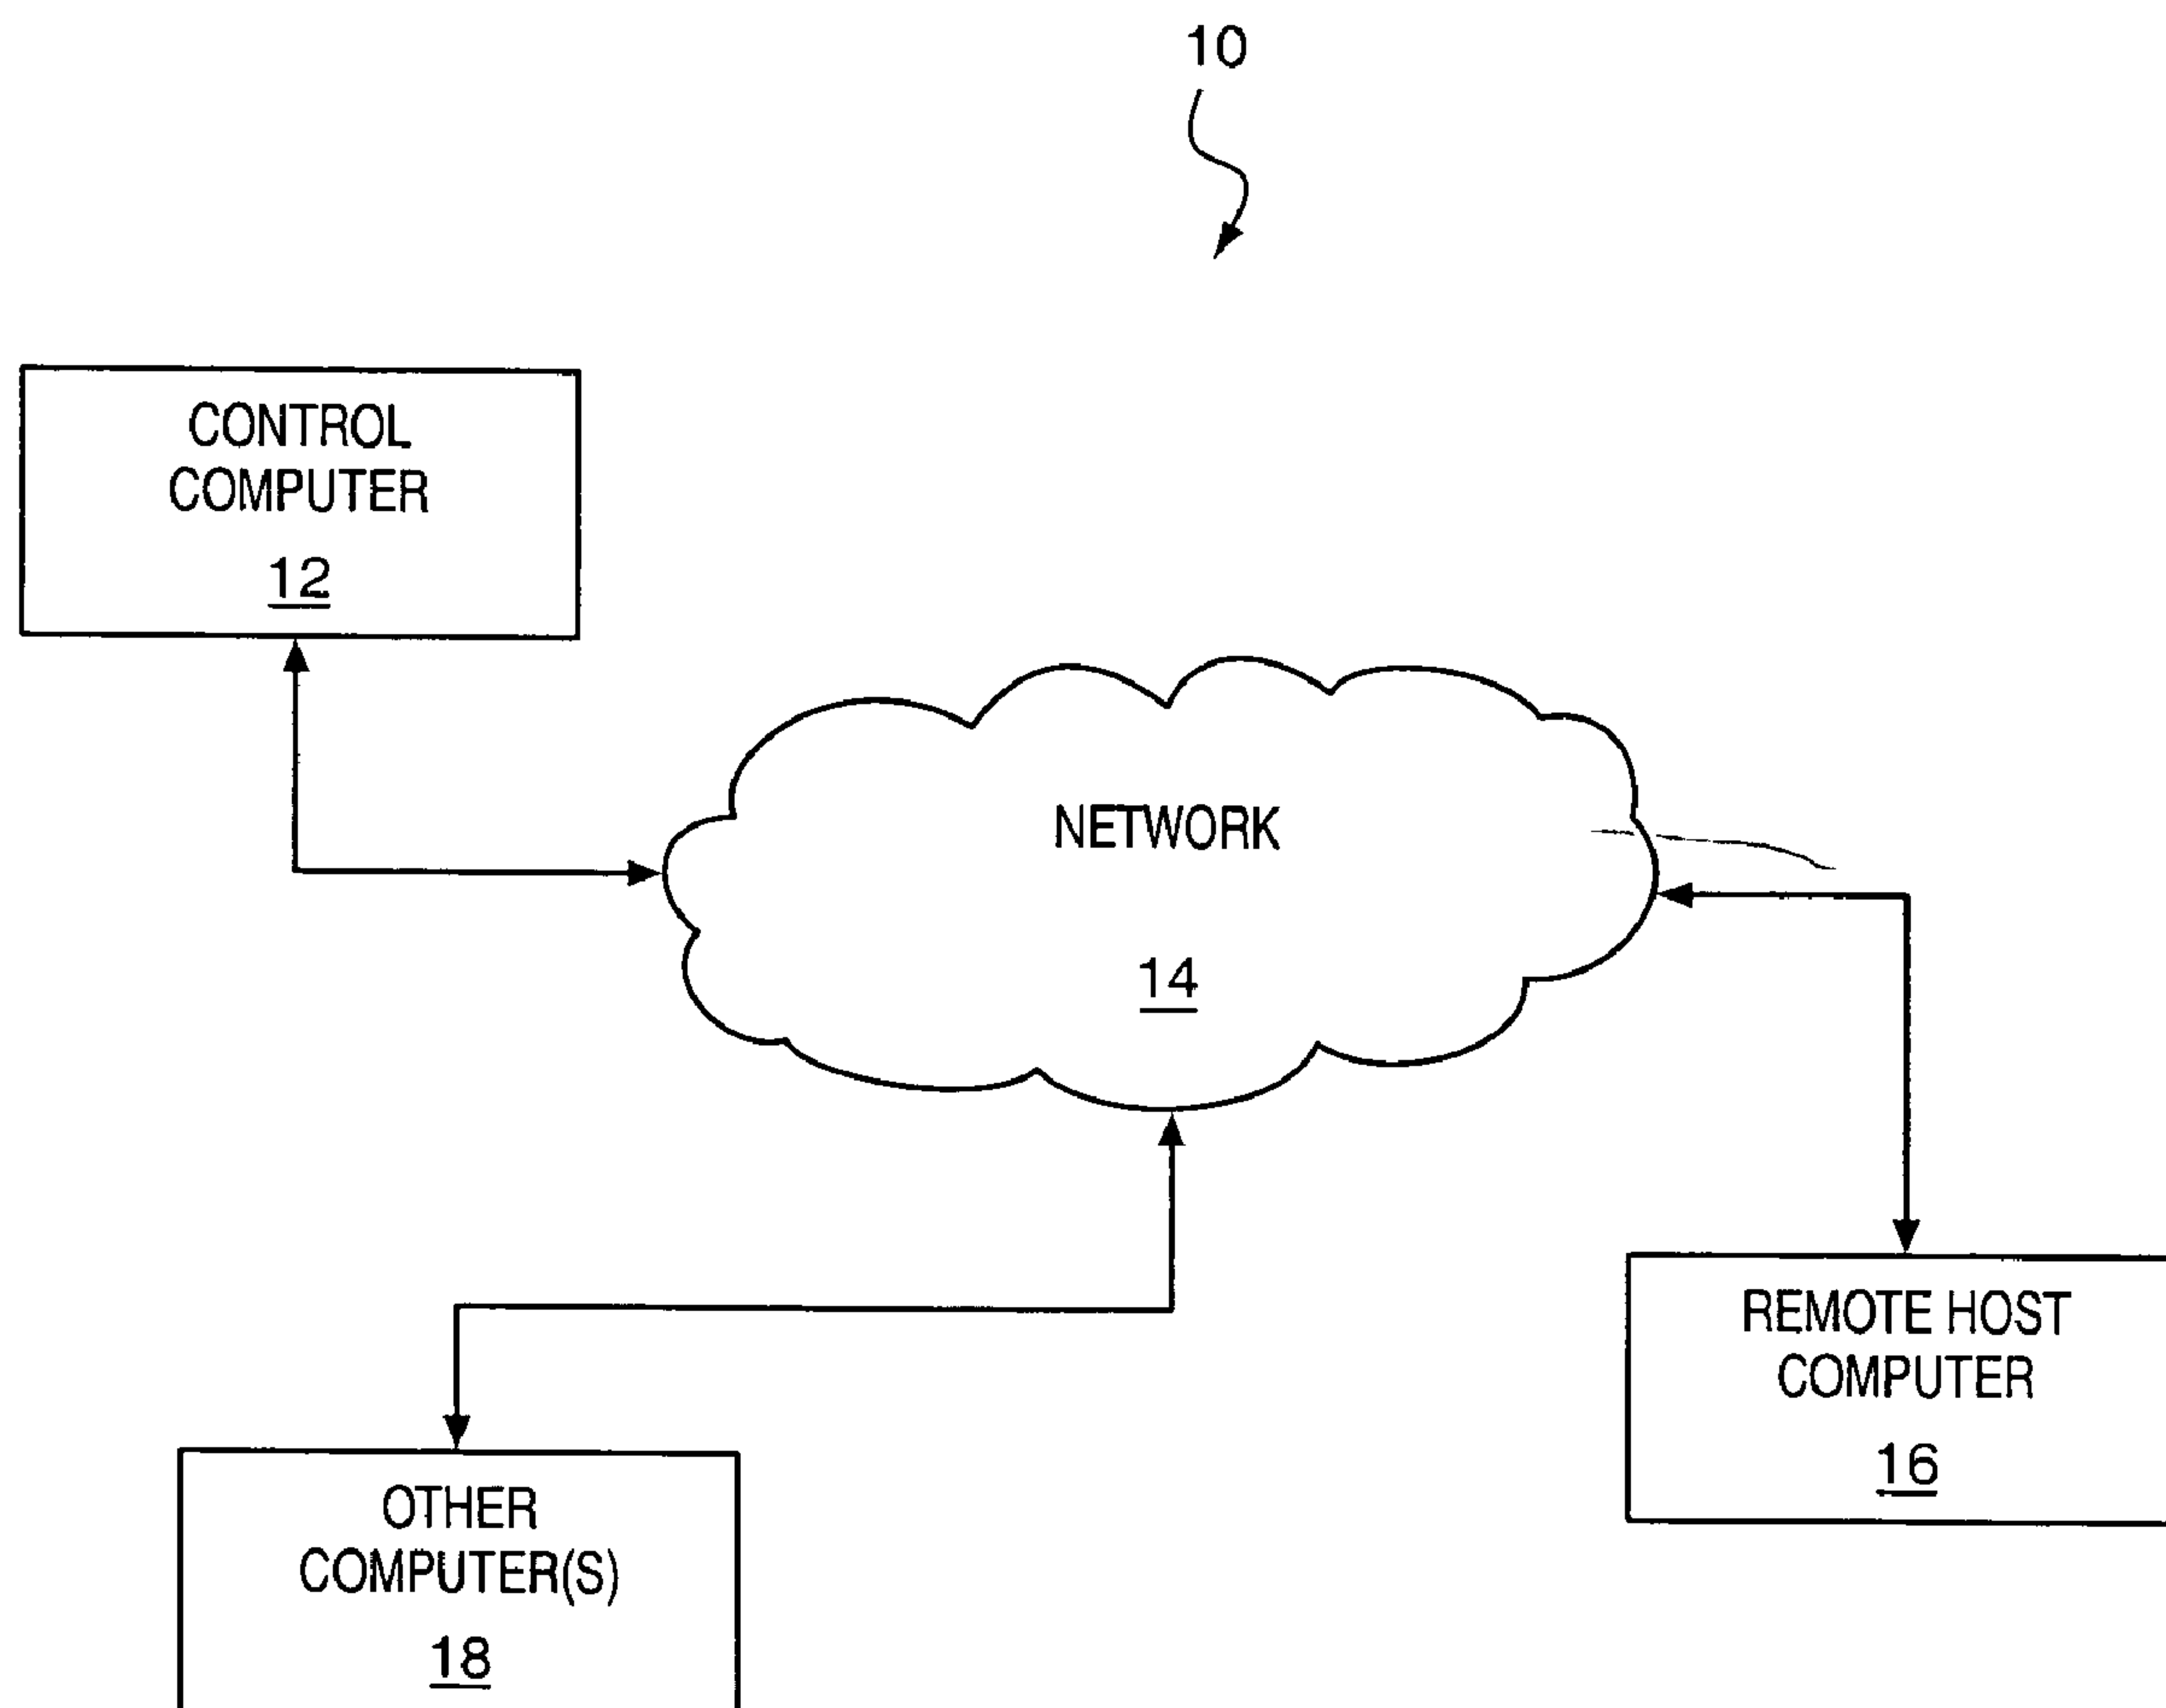 10
CONTROL
COMPUTER
12
NETWORK
14
REMOTE HOST
COMPUTER
16
OTHER
COMPUTER(S)
18